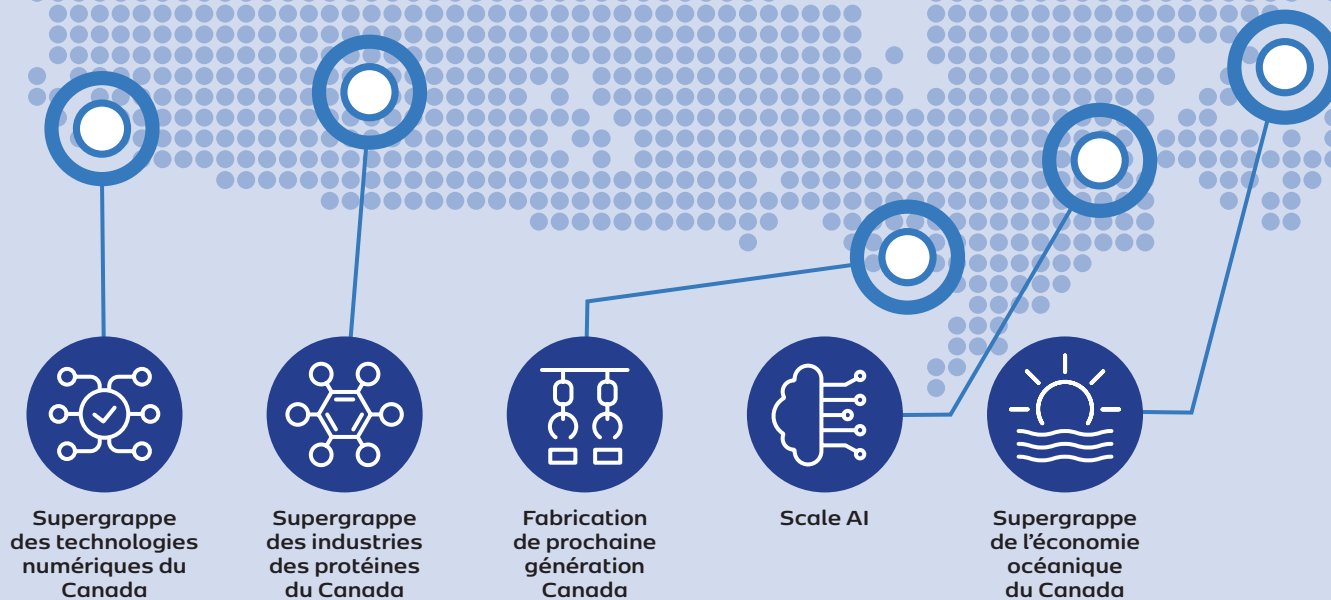 Supergrappe
des technologies
numériques du
Canada
Supergrappe
des industries
des protéines
du Canada
Fabrication
de prochaine
génération
Canada
Scale AI
Supergrappe
de l’économie
océanique
du Canada